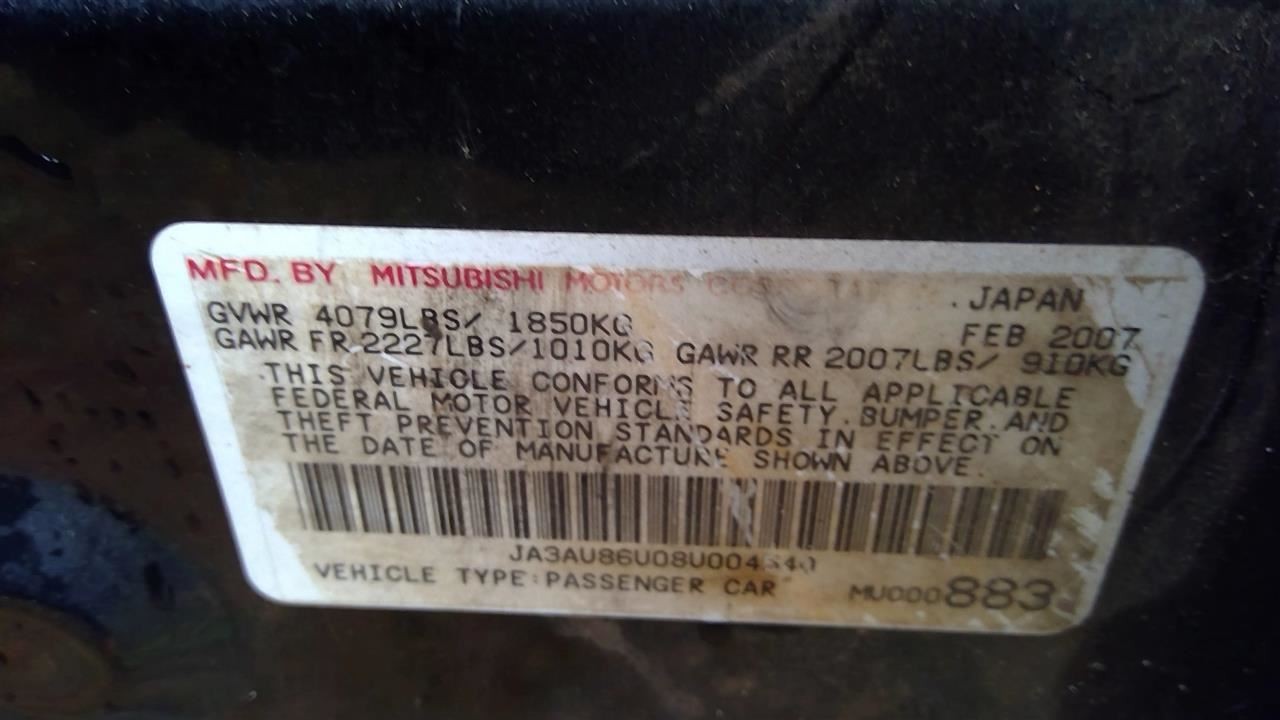 MFD. BY MITSUBISHI MOTORS
JAPAN
GVWR 4079LBS/ 1850KG FEB 2007
GAWR FR 2227LBS/1010KG GAWR RR 2007LBS/ 910KG
THIS VEHICLE CONFORMS TO ALL APPLICABLE
FEDERAL MOTOR VEHICLE SAFETY, BUMPER, AND
THEFT PREVENTION STANDARDS IN EFFECT ON
THE DATE OF MANUFACTURE SHOWN ABOVE.
VEHICLE TYPE:PASSENGER CAR MU000883